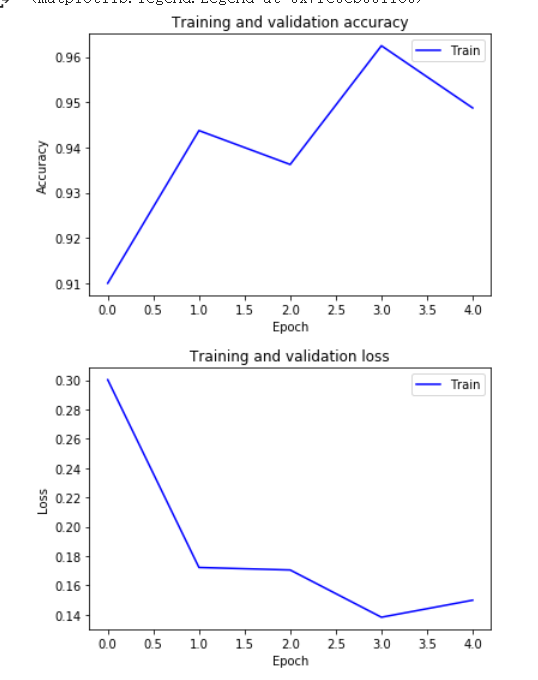 Training and validation accuracy
Train
0.96
0.95
0.94
0.93
0.92
0.91
Accuracy
0.0 0.5 1.0 1.5 2.0 2.5 3.0 3.5 4.0
Epoch
Training and validation loss
Train
0.30
0.28
0.26
0.24
0.22
0.20
0.18
0.16
0.14
Loss
0.0 0.5 1.0 1.5 2.0 2.5 3.0 3.5 4.0
Epoch